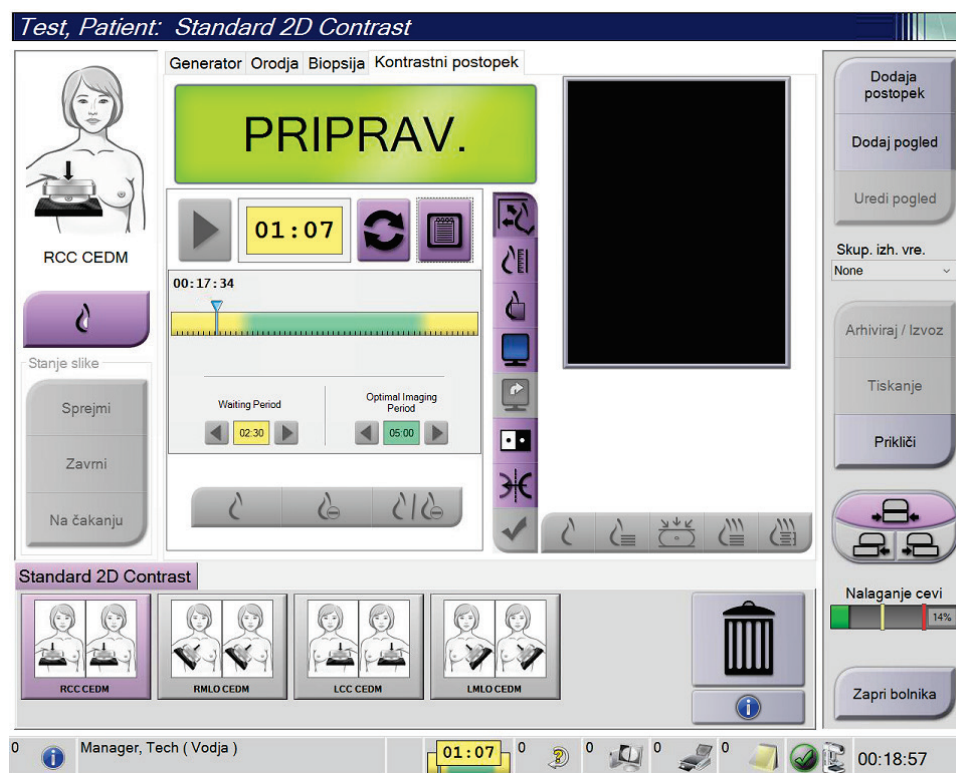 Test, Patient: Standard 2D Contrast
Generator Orodja Biopsija Kontrastni postopek
RCC CEDM
Stanje slike
Sprejmi
Zavrni
Na čakanju
PRIPRAV.
01:07
00:17:34
Waiting Period
02:30
Optimal Imaging
Period
05:00
Dodaja
postopek
Dodaj pogled
Uredi pogled
Skup. izh. vre.
None
Arhiviraj / Izvoz
Tiskanje
Prikliči
Nalaganje cevi
14%
Zapri bolnika
Standard 2D Contrast
RCC CEDM
RMLO CEDM
LCC CEDM
LMLO CEDM
0 Manager, Tech ( Vodja ) 01:07 0 0 0 0 00:18:57